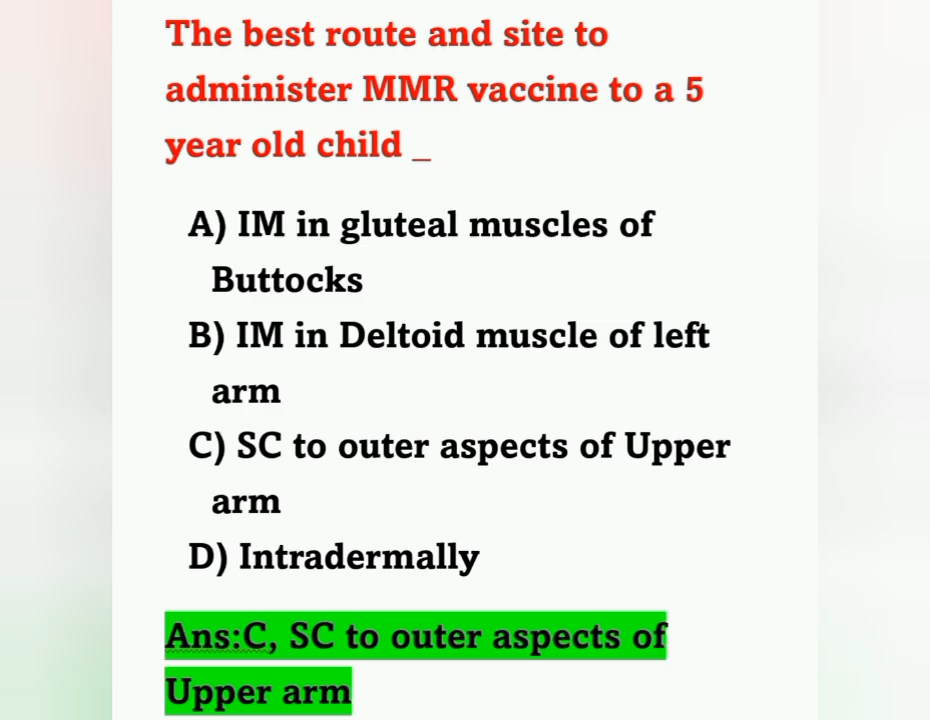 The best route and site to
administer MMR vaccine to a 5
year old child _
A) IM in gluteal muscles of
Buttocks
B) IM in Deltoid muscle of left
arm
C) SC to outer aspects of Upper
arm
D) Intradermally
Ans:C, SC to outer aspects of
Upper arm